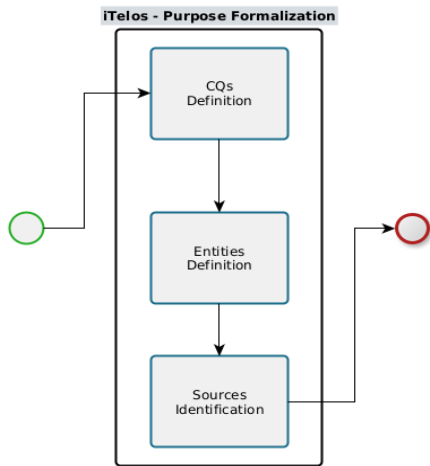 iTelos - Purpose Formalization
CQs
Definition
Entities
Definition
Sources
Identification